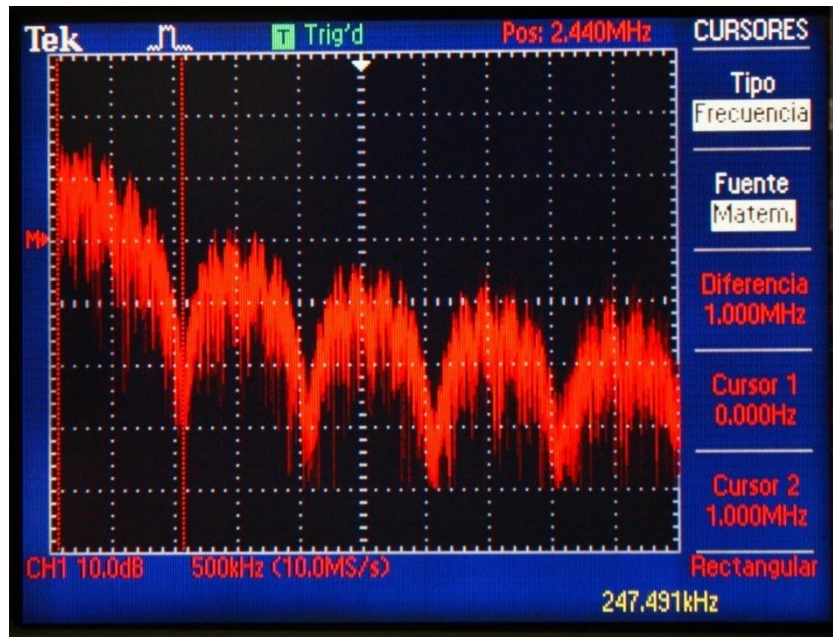 Tek
T Trig'd
Pos: 2.440MHz
CURSORES
Tipo
Frecuencia
Fuente
Matem.
Diferencia
1.000MHz
Cursor 1
0.000Hz
Cursor 2
1.000MHz
M
CH1 10.0dB
500kHz (10.0MS/s)
Rectangular
247.491kHz